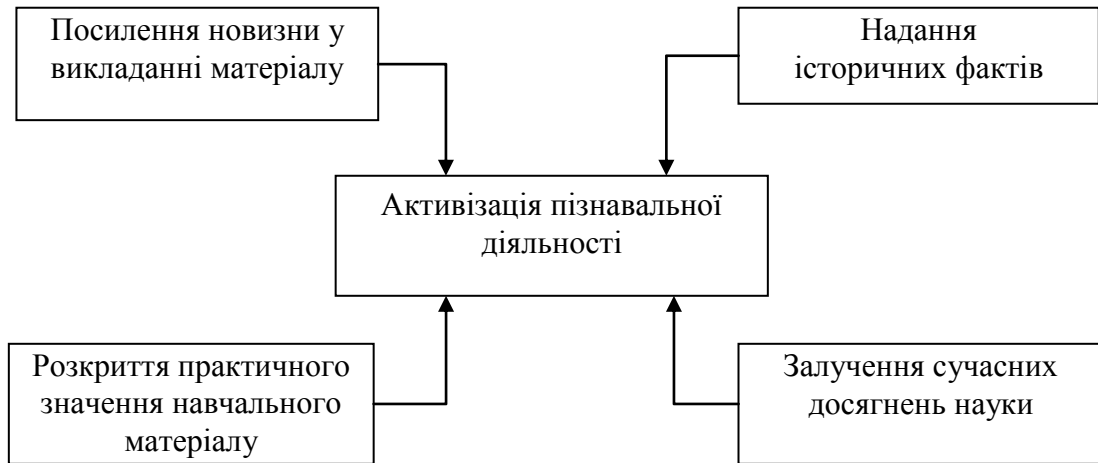 Посилення новизни у
викладанні матеріалу
Надання
історичних фактів
Активізація пізнавальної
діяльності
Розкриття практичного
значення навчального
матеріалу
Залучення сучасних
досягнень науки